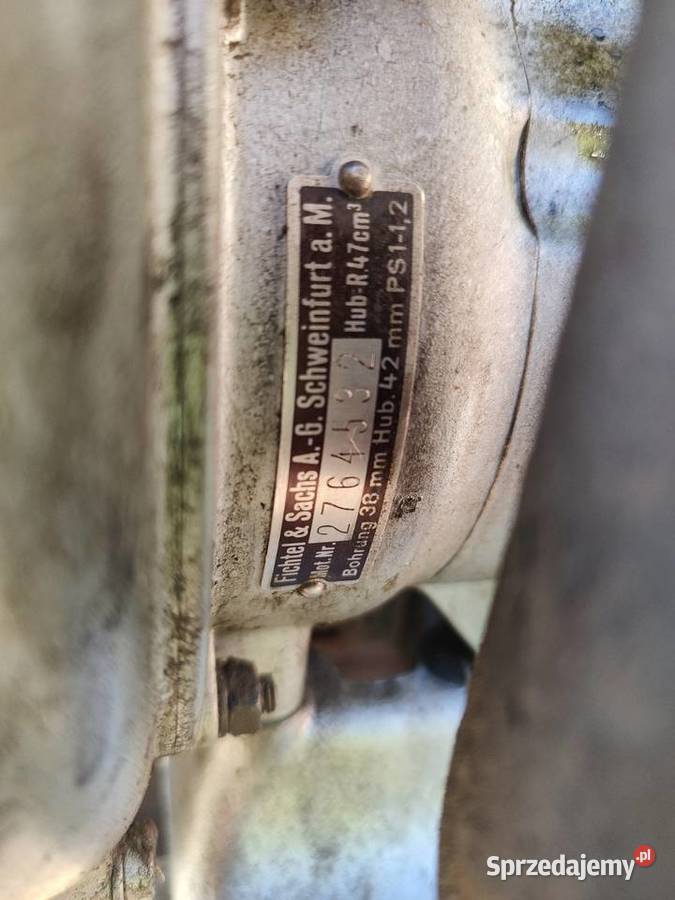 Fichtel & Sachs A.-G. Schweinfurt a. M.
Mot.Nr. 2764532 Hub.-R.47cm³
Bohrung 38 mm Hub. 42 mm PS1-1,2
Sprzedajemy.pl